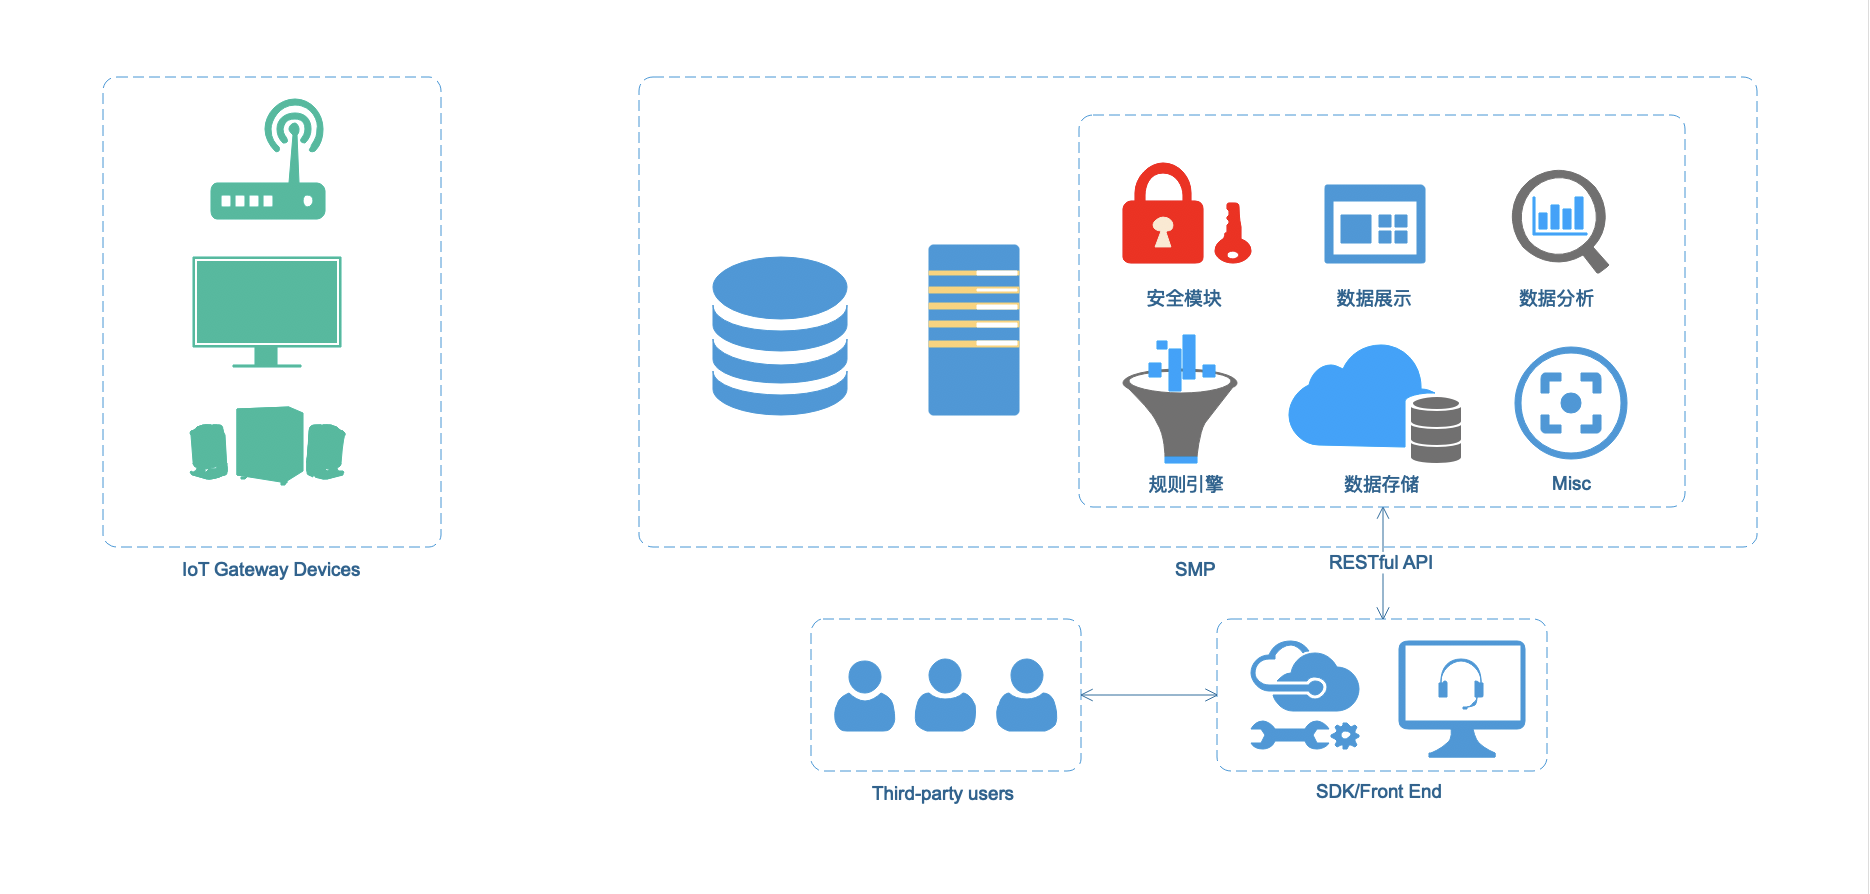 安全模块
数据展示
数据分析
规则引擎
数据存储
Misc
IoT Gateway Devices
SMP
RESTful API
Third-party users
SDK/Front End